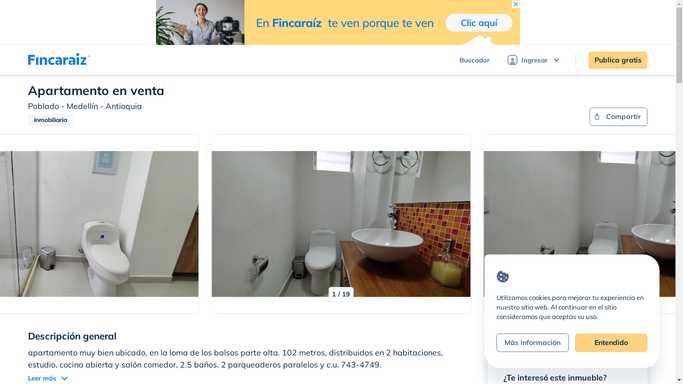 En Fincaraíz te ven porque te ven
Clic aquí
Fincaraiz
Buscador
Ingresar
Publica gratis
Apartamento en venta
Poblado - Medellín - Antioquia
Inmobiliaria
Compartir
1 / 19
Utilizamos cookies para mejorar tu experiencia en
nuestro sitio web. Al continuar en el sitio
consideramos que aceptas su uso.
Más información
Entendido
Descripción general
apartamento muy bien ubicado, en la loma de los balsos parte alta. 102 metros, distribuidos en 2 habitaciones,
estudio, cocina abierta y salón comedor, 2.5 baños. 2 parqueaderos paralelos y c.u. 743-4749.
Leer más
¿Te interesó este inmueble?